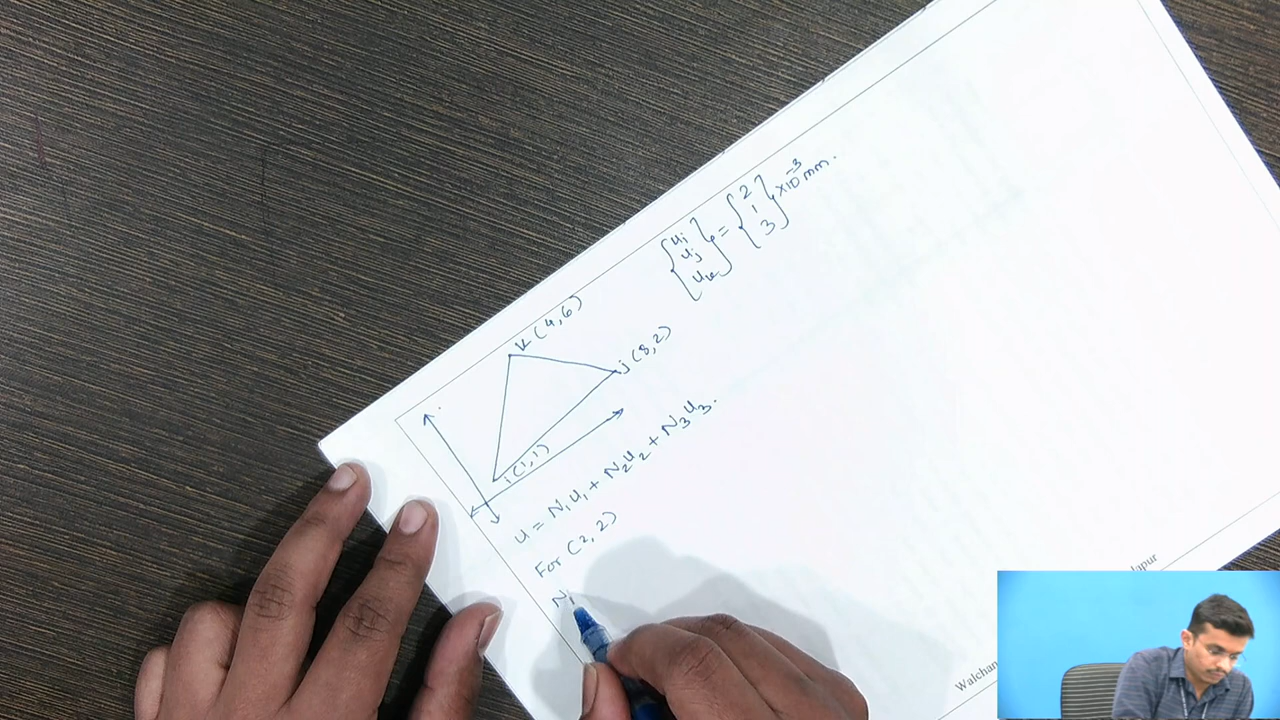 k (4,6)
j (8,2)
i (1,1)
{ui uj uk} = {2 1 3} ×10⁻³ mm.
u = N₁u₁ + N₂u₂ + N₃u₃.
For (2,2)
N
Walchan
lapur